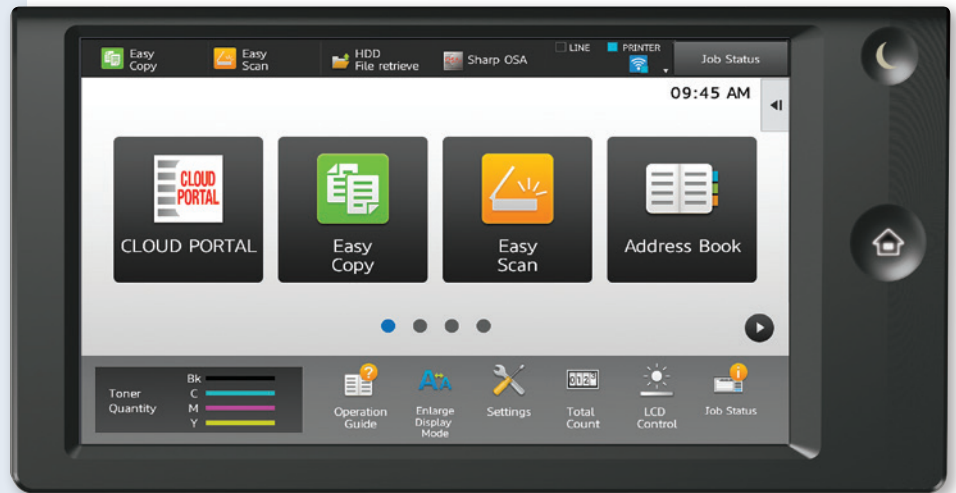 Easy
Copy
Easy
Scan
HDD
File retrieve
Sharp OSA
LINE
PRINTER
Job Status
09:45 AM
CLOUD
PORTAL
CLOUD PORTAL
Easy
Copy
Easy
Scan
Address Book
Toner
Quantity
Bk
C
M
Y
Operation
Guide
Enlarge
Display
Mode
Settings
Total
Count
LCD
Control
Job Status